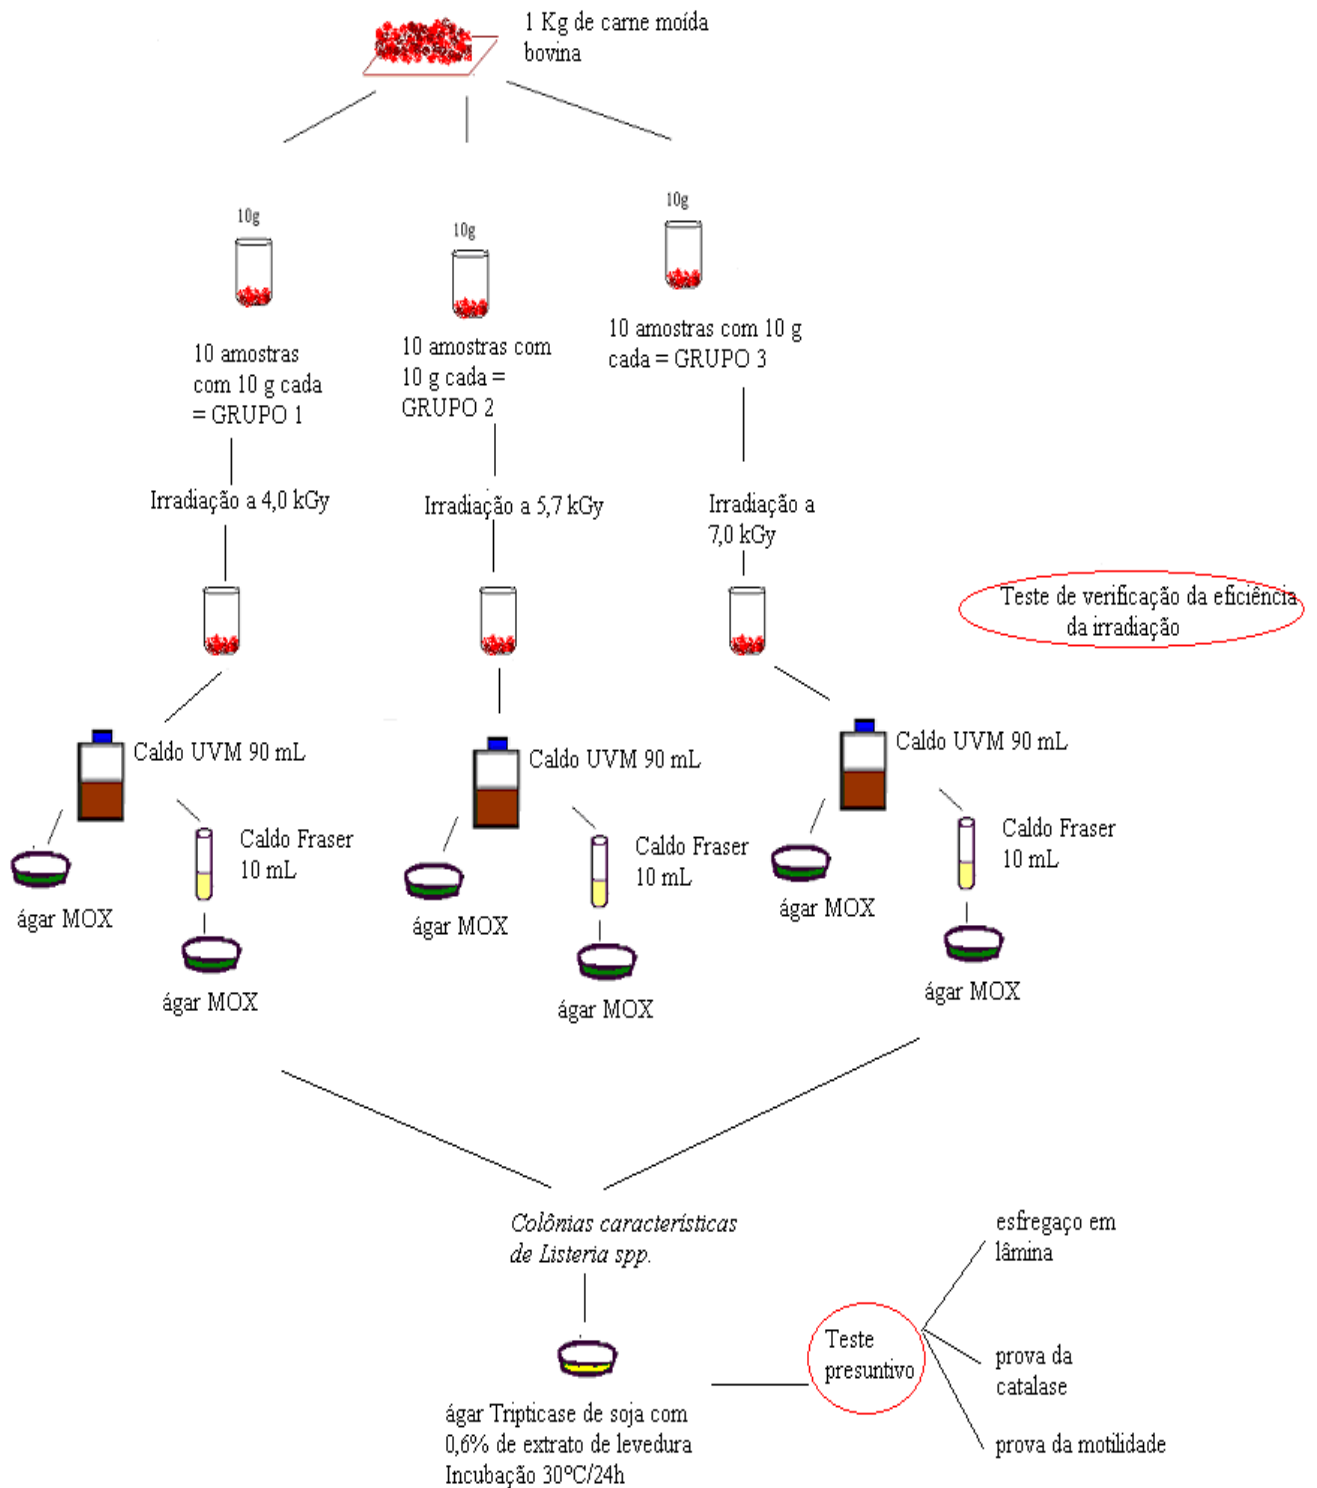 1 Kg de carne moída
bovina
10g
10g
10g
10 amostras
com 10 g cada
= GRUPO 1
10 amostras com
10 g cada =
GRUPO 2
10 amostras com 10 g
cada = GRUPO 3
Irradiação a 4,0 kGy
Irradiação a 5,7 kGy
Irradiação a
7,0 kGy
Teste de verificação da eficiência
da irradiação
Caldo UVM 90 mL
Caldo UVM 90 mL
Caldo UVM 90 mL
Caldo Fraser
10 mL
Caldo Fraser
10 mL
Caldo Fraser
10 mL
ágar MOX
ágar MOX
ágar MOX
ágar MOX
ágar MOX
ágar MOX
Colônias características
de Listeria spp.
ágar Tripticase de soja com
0,6% de extrato de levedura
Incubação 30ºC/24h
Teste
presuntivo
esfregaço em
lâmina
prova da
catalase
prova da motilidade